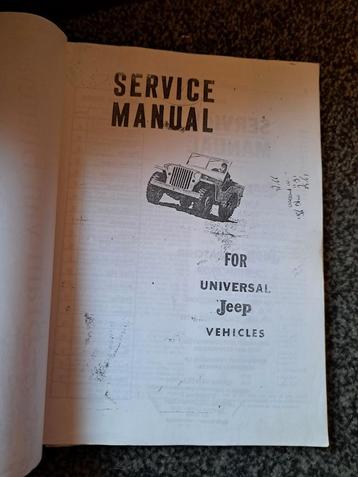 SERVICE
MANUAL
FOR
UNIVERSAL
Jeep
VEHICLES